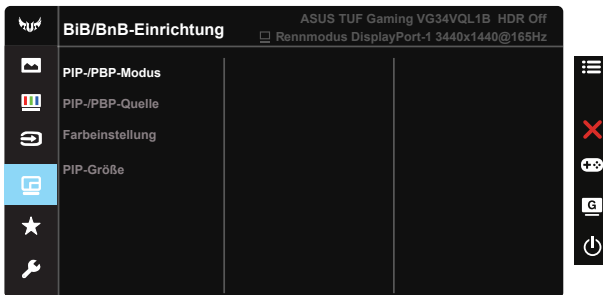 ASUS TUF Gaming VG34VQL1B HDR Off
BiB/BnB-Einrichtung
Rennmodus DisplayPort-1 3440x1440@165Hz
PIP-/PBP-Modus
PIP-/PBP-Quelle
Farbeinstellung
PIP-Größe
G